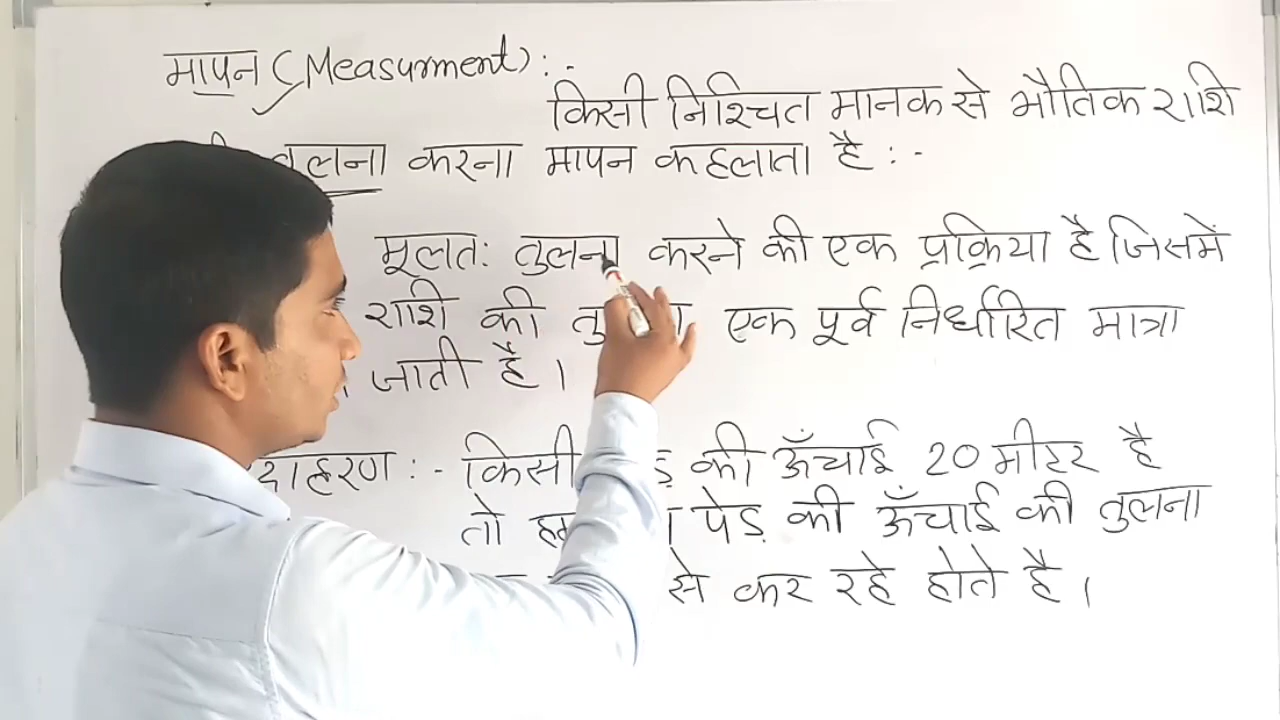 मापन (Measurment) : -
किसी निश्चित मानक से भौतिक राशि
तुलना करना मापन कहलाता है : -
मूलतः तुलना करने की एक प्रक्रिया है जिसमें
राशि की एक पूर्व निर्धारित मात्रा
जाती है ।
किसी की ऊँचाई 20 मीटर है
तो पेड़ की ऊँचाई की तुलना
से कर रहे होते है ।